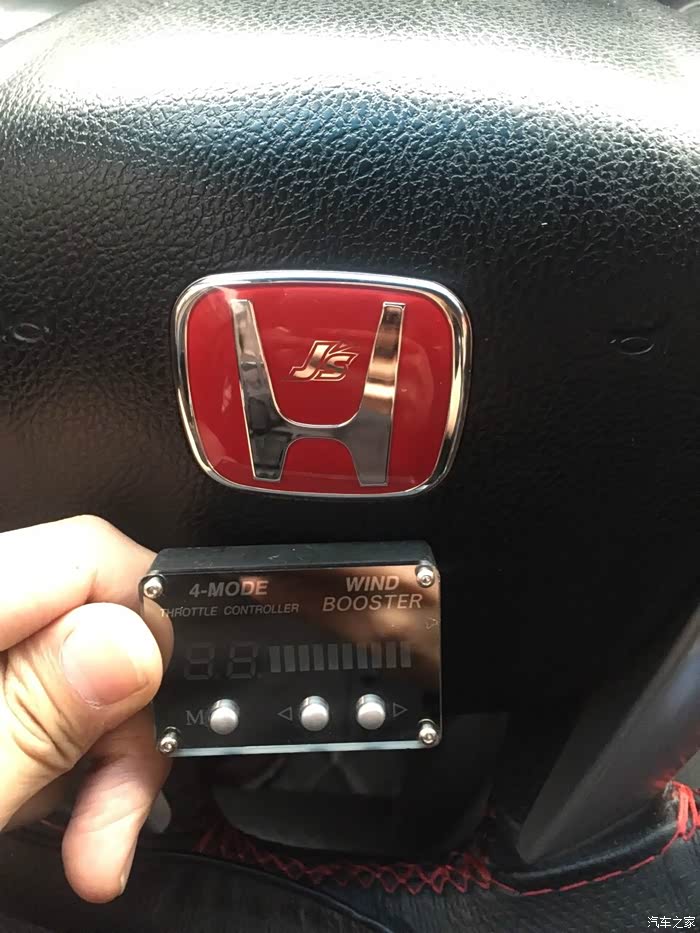 J'S
4-MODE
THROTTLE CONTROLLER
WIND
BOOSTER
M
汽车之家